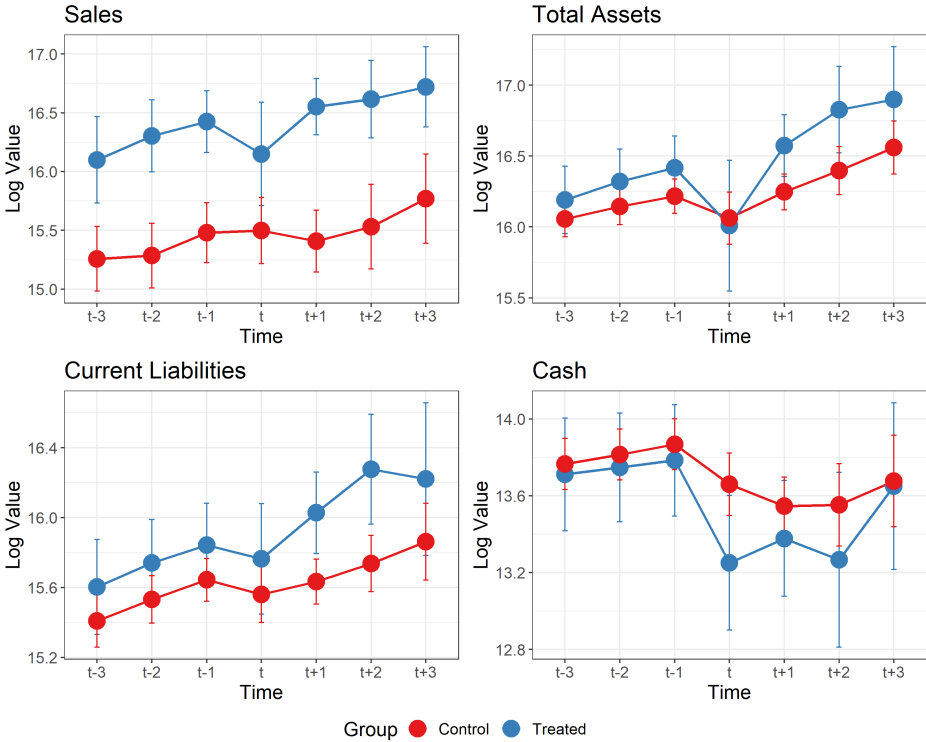 Sales
Log Value
17.0
16.5
16.0
15.5
15.0
t-3 t-2 t-1 t t+1 t+2 t+3
Time
Total Assets
Log Value
17.0
16.5
16.0
15.5
t-3 t-2 t-1 t t+1 t+2 t+3
Time
Current Liabilities
Log Value
16.4
16.0
15.6
15.2
t-3 t-2 t-1 t t+1 t+2 t+3
Time
Cash
Log Value
14.0
13.6
13.2
12.8
t-3 t-2 t-1 t t+1 t+2 t+3
Time
Group Control Treated